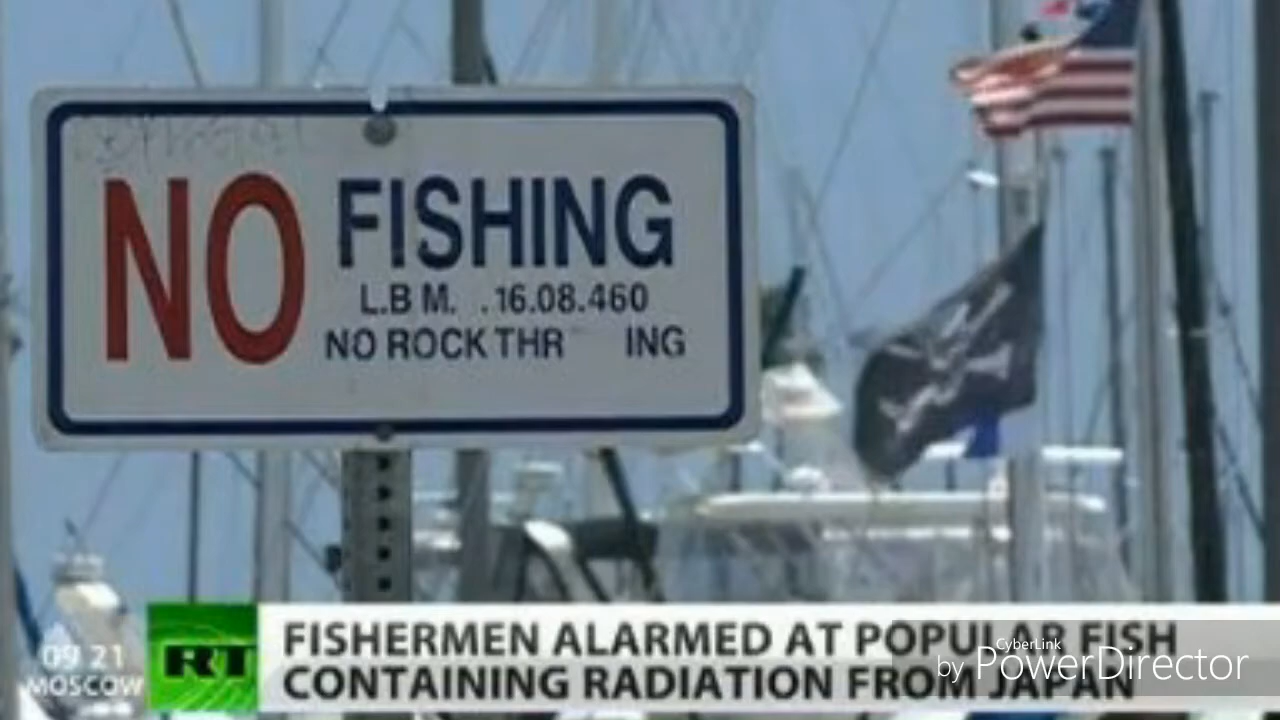 NO
FISHING
L.B M. .16.08.460
NO ROCK THR ING
09 21
MOSCOW
RT
FISHERMEN ALARMED AT POPULAR FISH
CONTAINING RADIATION FROM JAPAN
CyberLink
by PowerDirector